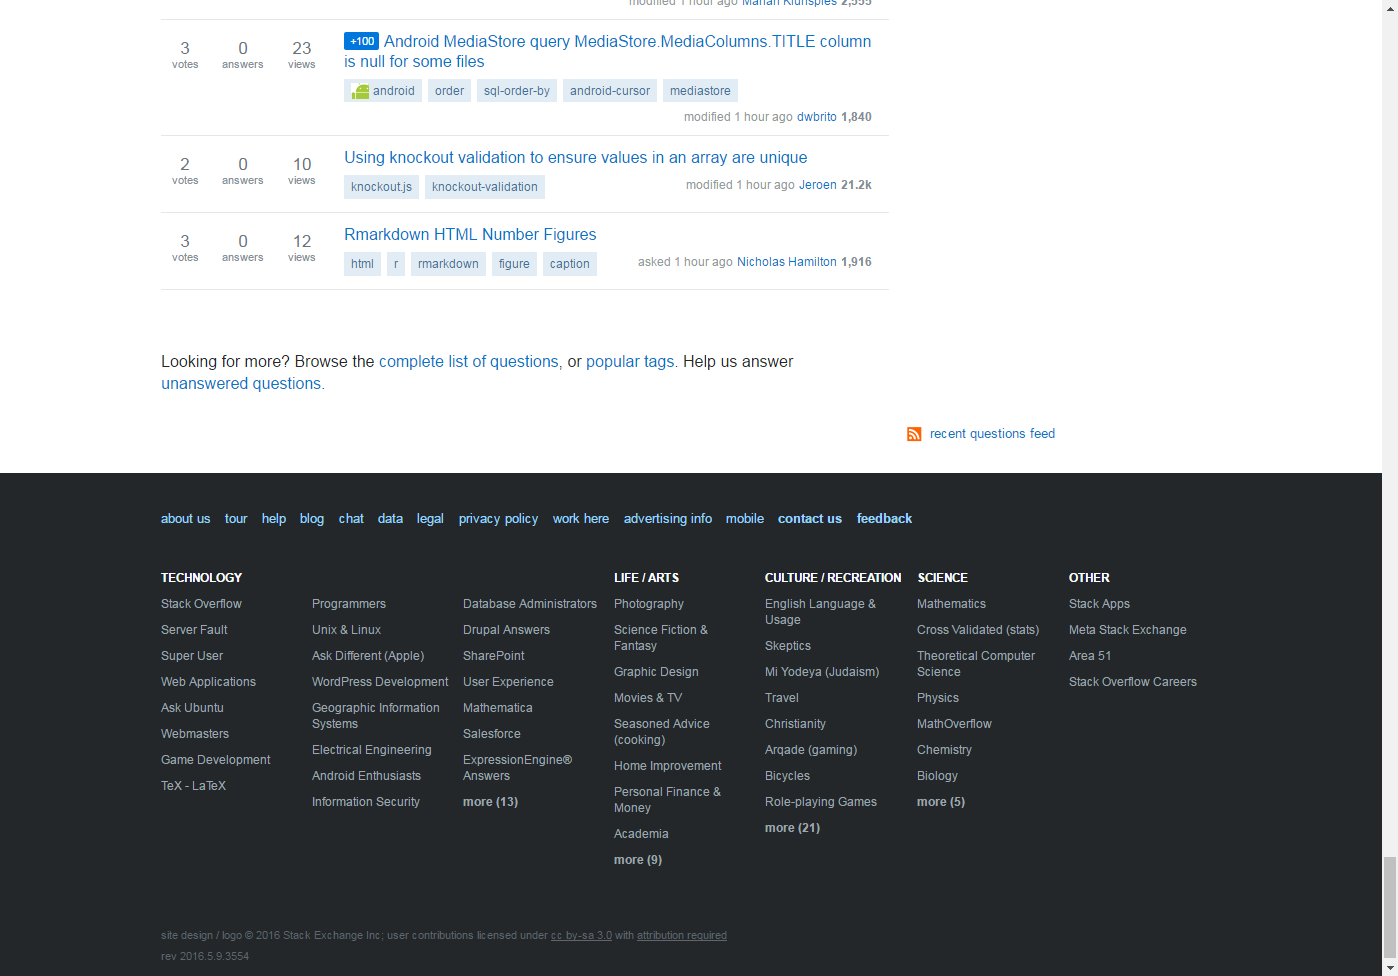 modified 1 hour ago Marian Klühspies 2,555
3 votes 0 answers 23 views
+100 Android MediaStore query MediaStore.MediaColumns.TITLE column
is null for some files
android order sql-order-by android-cursor mediastore
modified 1 hour ago dwbrito 1,840
2 votes 0 answers 10 views
Using knockout validation to ensure values in an array are unique
knockout.js knockout-validation
modified 1 hour ago Jeroen 21.2k
3 votes 0 answers 12 views
Rmarkdown HTML Number Figures
html r rmarkdown figure caption
asked 1 hour ago Nicholas Hamilton 1,916
Looking for more? Browse the complete list of questions, or popular tags. Help us answer
unanswered questions.
recent questions feed
about us tour help blog chat data legal privacy policy work here advertising info mobile contact us feedback
TECHNOLOGY
Stack Overflow
Server Fault
Super User
Web Applications
Ask Ubuntu
Webmasters
Game Development
TeX - LaTeX
Programmers
Unix & Linux
Ask Different (Apple)
WordPress Development
Geographic Information
Systems
Electrical Engineering
Android Enthusiasts
Information Security
Database Administrators
Drupal Answers
SharePoint
User Experience
Mathematica
Salesforce
ExpressionEngine®
Answers
more (13)
LIFE / ARTS
Photography
Science Fiction &
Fantasy
Graphic Design
Movies & TV
Seasoned Advice
(cooking)
Home Improvement
Personal Finance &
Money
Academia
more (9)
CULTURE / RECREATION
English Language &
Usage
Skeptics
Mi Yodeya (Judaism)
Travel
Christianity
Arqade (gaming)
Bicycles
Role-playing Games
more (21)
SCIENCE
Mathematics
Cross Validated (stats)
Theoretical Computer
Science
Physics
MathOverflow
Chemistry
Biology
more (5)
OTHER
Stack Apps
Meta Stack Exchange
Area 51
Stack Overflow Careers
site design / logo © 2016 Stack Exchange Inc; user contributions licensed under cc by-sa 3.0 with attribution required
rev 2016.5.9.3554